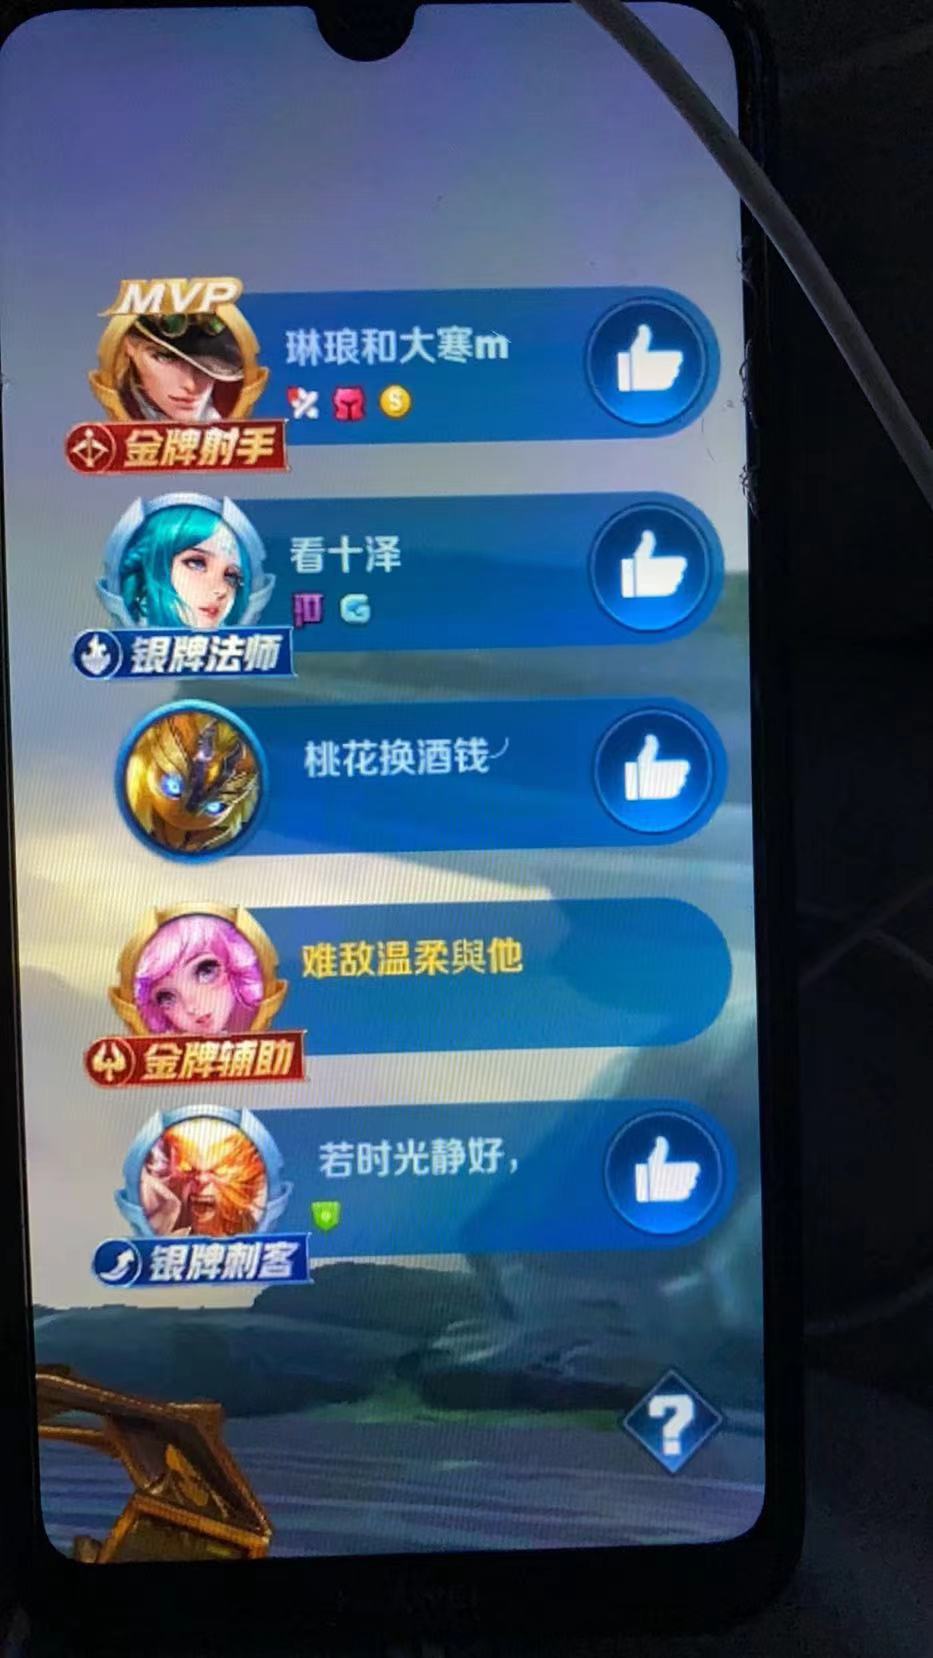 MVP
琳琅和大寒m
S
金牌射手
看十泽
银牌法师
桃花换酒钱╯
难敌温柔與他
金牌辅助
若时光静好，
银牌刺客
?